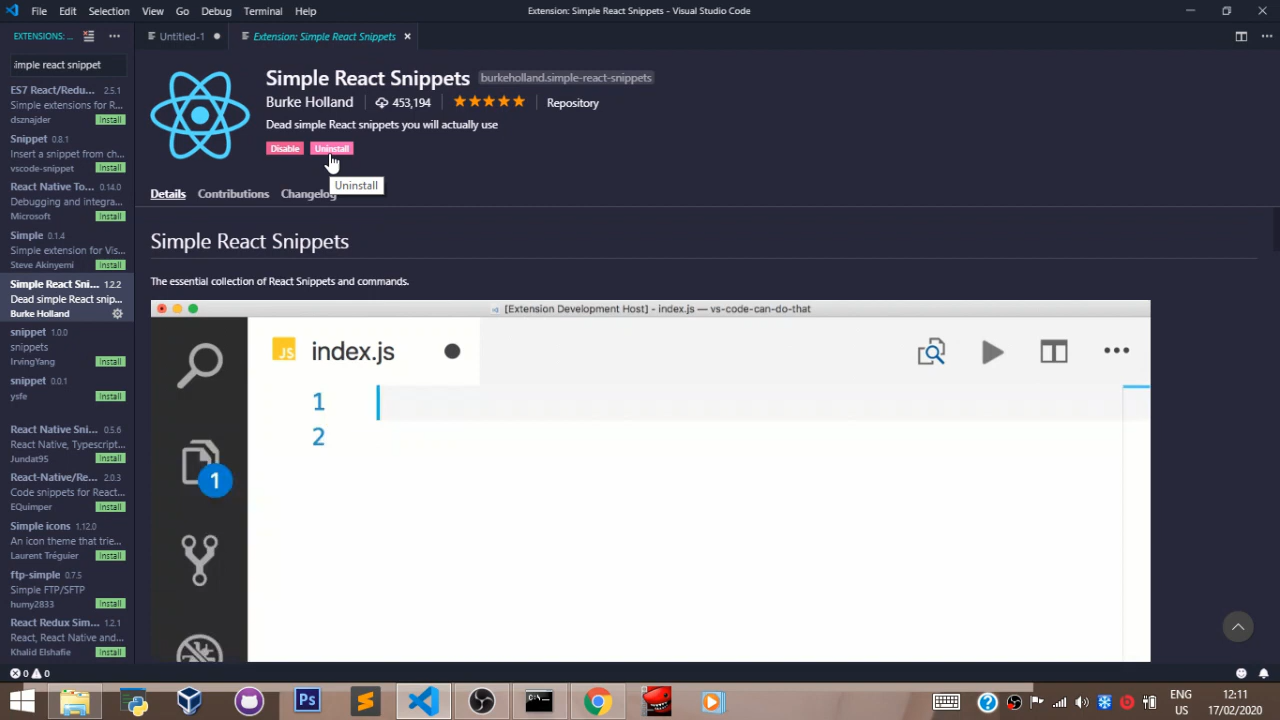 File Edit Selection View Go Debug Terminal Help
Extension: Simple React Snippets - Visual Studio Code
EXTENSIONS: ...
Untitled-1
Extension: Simple React Snippets
imple react snippet
ES7 React/Redu... 2.5.1
Simple extensions for R...
dsznajder Install
Snippet 0.8.1
Insert a snippet from ch...
vscode-snippet Install
React Native To... 0.14.0
Debugging and integra...
Microsoft Install
Simple 0.1.4
Simple extension for Vis...
Steve Akinyemi Install
Simple React Sni... 1.2.2
Dead simple React snip...
Burke Holland
snippet 1.0.0
snippets
IrvingYang Install
snippet 0.0.1
ysfe Install
React Native Sni... 0.5.6
React Native, Typescript...
Jundat95 Install
React-Native/Re... 2.0.3
Code snippets for React...
EQuimper Install
Simple icons 1.12.0
An icon theme that trie...
Laurent Tréguier Install
ftp-simple 0.7.5
Simple FTP/SFTP
humy2833 Install
React Redux Sim... 1.2.1
React, React Native and...
Khalid Elshafie Install
Simple React Snippets burkeholland.simple-react-snippets
Burke Holland 453,194 Repository
Dead simple React snippets you will actually use
Disable Uninstall
Uninstall
Details Contributions Changelog
Simple React Snippets
The essential collection of React Snippets and commands.
[Extension Development Host] - index.js — vs-code-can-do-that
JS index.js
1
2
1
0 0
Ps
ENG
US
12:11
17/02/2020